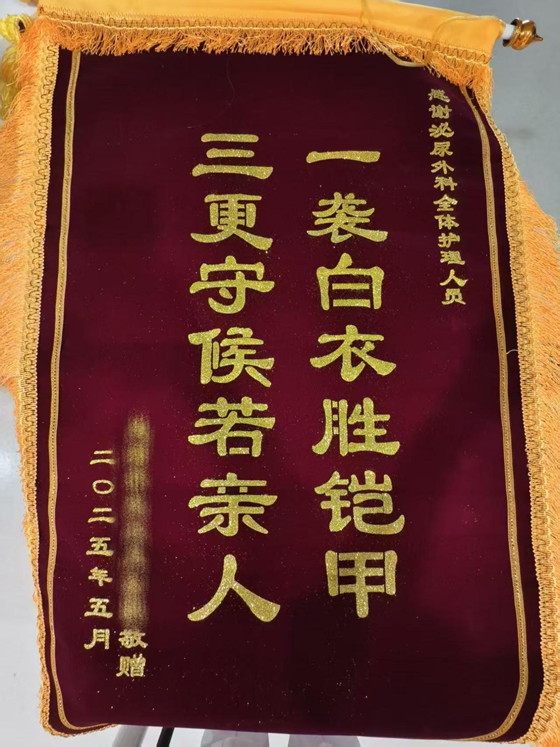 感谢泌尿外科全体护理人员
一袭白衣胜铠甲
三更守候若亲人
敬赠
二〇二五年五月